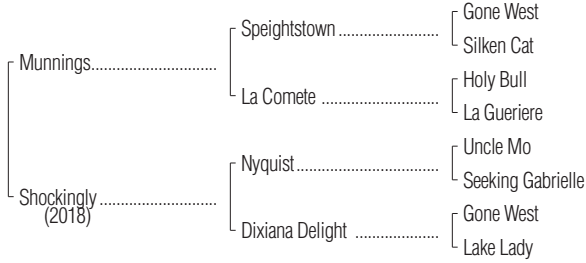 Gone West
Speightstown
Silken Cat
Munnings
Holy Bull
La Comete
La Gueriere
Uncle Mo
Nyquist
Seeking Gabrielle
Shockingly
(2018)
Gone West
Dixiana Delight
Lake Lady